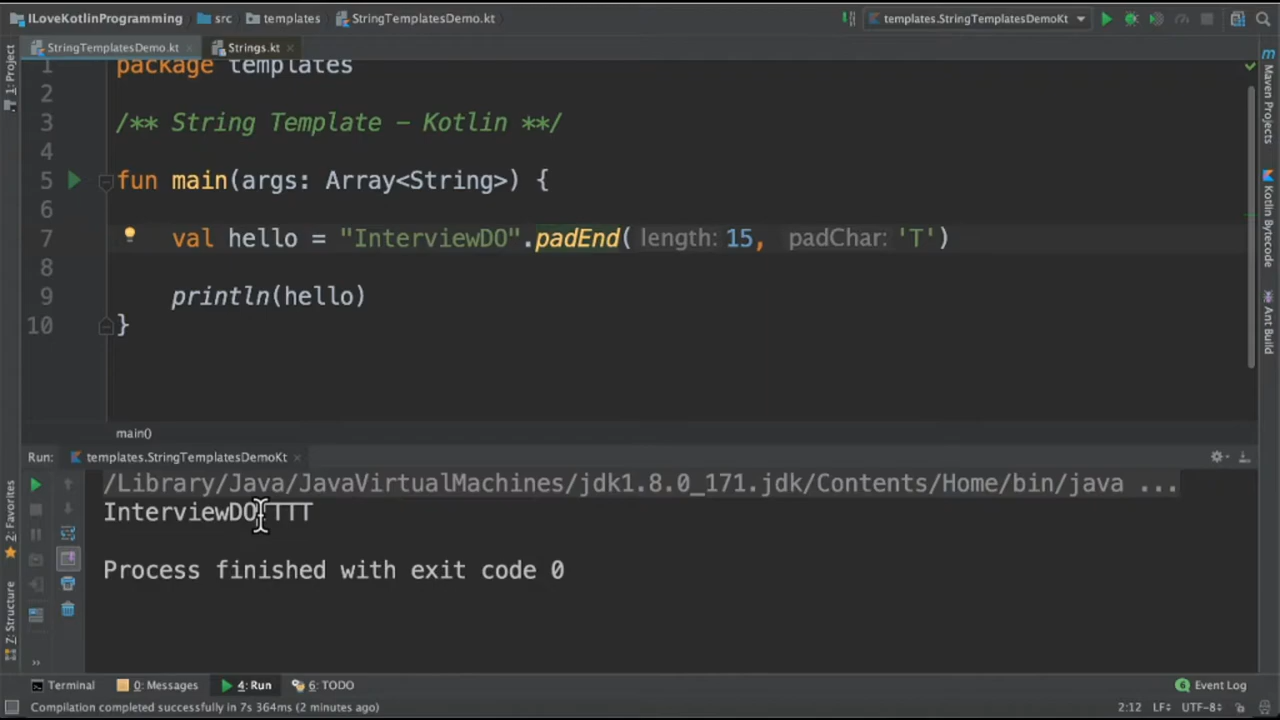 ILoveKotlinProgramming src templates StringTemplatesDemo.kt templates.StringTemplatesDemoKt
StringTemplatesDemo.kt Strings.kt
1 package templates
2
3 /** String Template - Kotlin **/
4
5 fun main(args: Array<String>) {
6
7 val hello = "InterviewDO".padEnd( length: 15, padChar: 'T')
8
9 println(hello)
10 }
main()
Run: templates.StringTemplatesDemoKt
/Library/Java/JavaVirtualMachines/jdk1.8.0_171.jdk/Contents/Home/bin/java ...
InterviewDOTTTT
Process finished with exit code 0
1: Project
2: Favorites
Z: Structure
Maven Projects
Kotlin Bytecode
Ant Build
Terminal 0: Messages 4: Run 6: TODO Event Log
Compilation completed successfully in 7s 364ms (2 minutes ago) 2:12 LF÷ UTF-8÷